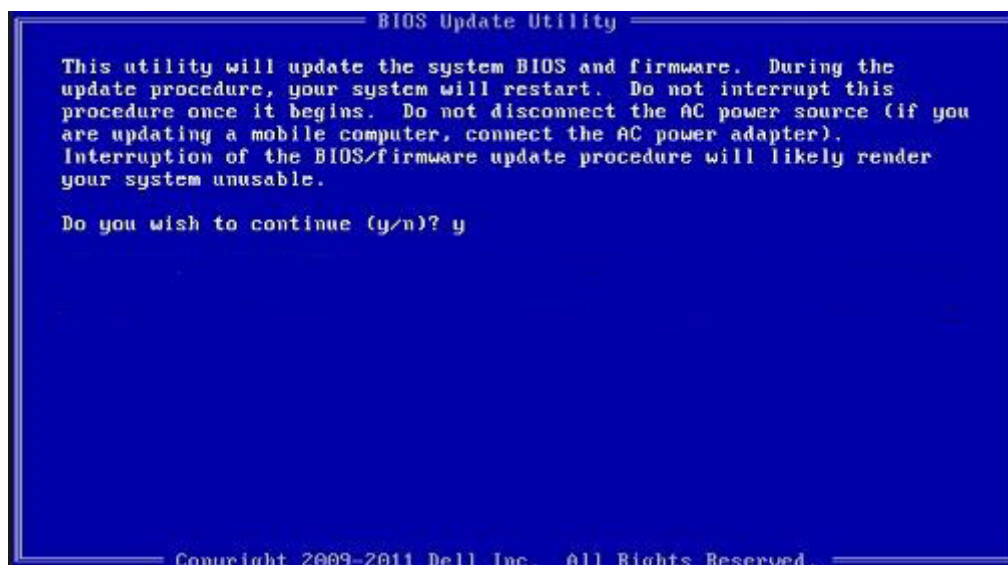 BIOS Update Utility
This utility will update the system BIOS and firmware. During the
update procedure, your system will restart. Do not interrupt this
procedure once it begins. Do not disconnect the AC power source (if you
are updating a mobile computer, connect the AC power adapter).
Interruption of the BIOS/firmware update procedure will likely render
your system unusable.
Do you wish to continue (y/n)? y
Copyright 2009-2011 Dell Inc. All Rights Reserved.